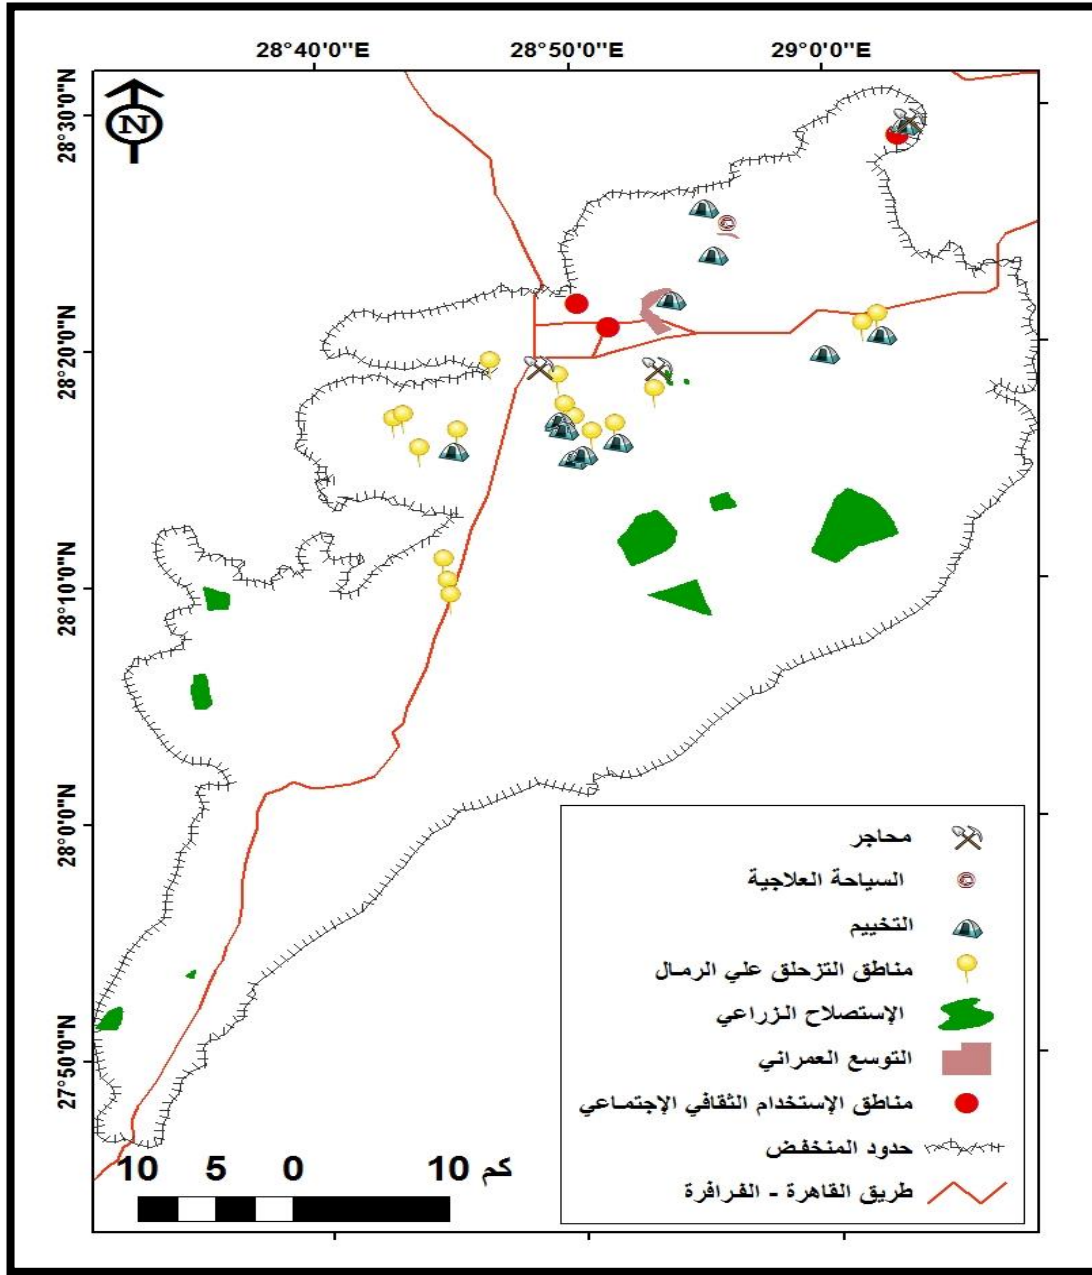 28°40'0"E 28°50'0"E 29°0'0"E
28°30'0"N
N
28°20'0"N
28°10'0"N
28°0'0"N
27°50'0"N
محاجر
السياحة العلاجية
التخييم
مناطق التزحلق علي الرمال
الإستصلاح الزراعي
التوسع العمراني
مناطق الإستخدام الثقافي الإجتماعي
حدود المنخفض
طريق القاهرة - الفرافرة
10 5 0 10 كم